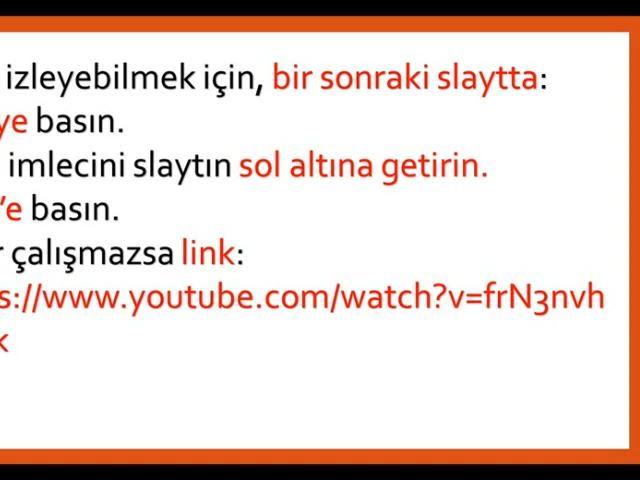 izleyebilmek için, bir sonraki slaytta:
ye basın.
imlecini slaytın sol altına getirin.
'e basın.
r çalışmazsa link:
s://www.youtube.com/watch?v=frN3nvh
k